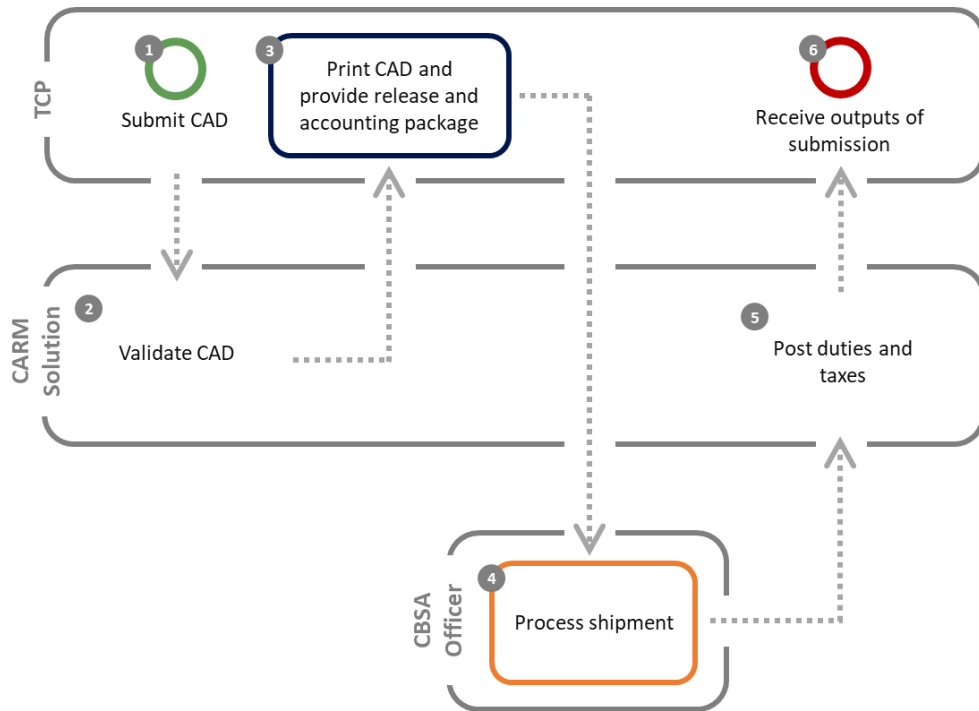 TCP
1
Submit CAD
3
Print CAD and
provide release and
accounting package
6
Receive outputs of
submission
CARM
Solution
2
Validate CAD
5
Post duties and
taxes
CBSA
Officer
4
Process shipment